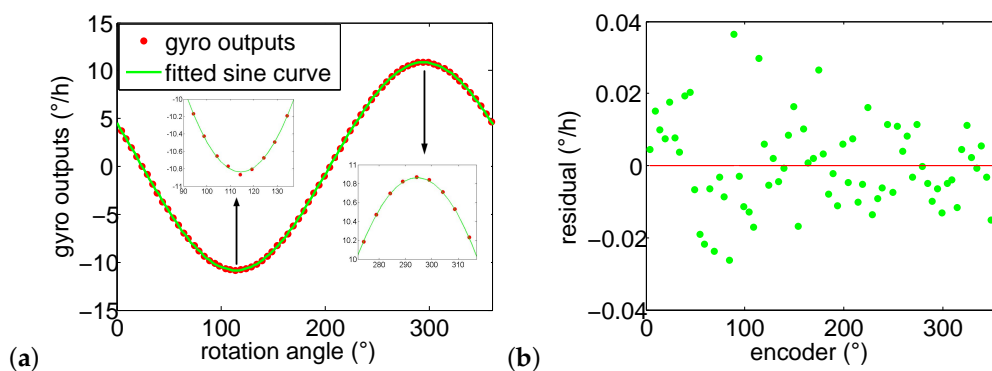 15
10
5
0
−5
−10
−15
gyro outputs (°/h)
gyro outputs
fitted sine curve
-10
-10.2
-10.4
-10.6
-10.8
-11
90 100 110 120 130
11
10.8
10.6
10.4
10.2
10
280 290 300 310
0 100 200 300
rotation angle (°)
(a)
0.04
0.02
0
−0.02
−0.04
residual (°/h)
0 100 200 300
encoder (°)
(b)